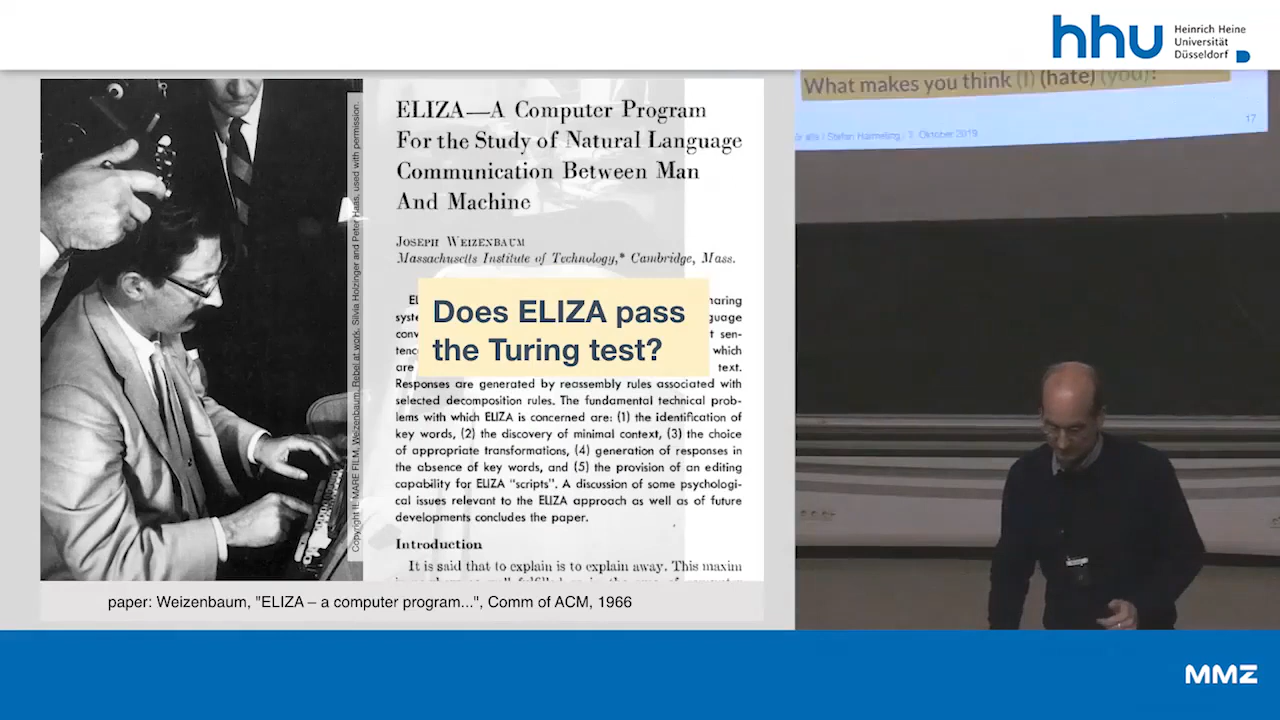 hhu
Heinrich Heine
Universität
Düsseldorf
What makes you think (I) (hate) (you)?
17
Stefan Harmeling
Oktober 2019
Copyright IL MARE FILM, Weizenbaum. Rebel at work. Silvia Holzinger and Peter Haas, used with permission.
ELIZA—A Computer Program
For the Study of Natural Language
Communication Between Man
And Machine
JOSEPH WEIZENBAUM
Massachusetts Institute of Technology,* Cambridge, Mass.
Does ELIZA pass
the Turing test?
which
are text.
Responses are generated by reassembly rules associated with
selected decomposition rules. The fundamental technical prob-
lems with which ELIZA is concerned are: (1) the identification of
key words, (2) the discovery of minimal context, (3) the choice
of appropriate transformations, (4) generation of responses in
the absence of key words, and (5) the provision of an editing
capability for ELIZA "scripts". A discussion of some psychologi-
cal issues relevant to the ELIZA approach as well as of future
developments concludes the paper.
Introduction
It is said that to explain is to explain away. This maxim
paper: Weizenbaum, "ELIZA – a computer program...", Comm of ACM, 1966
MMZ